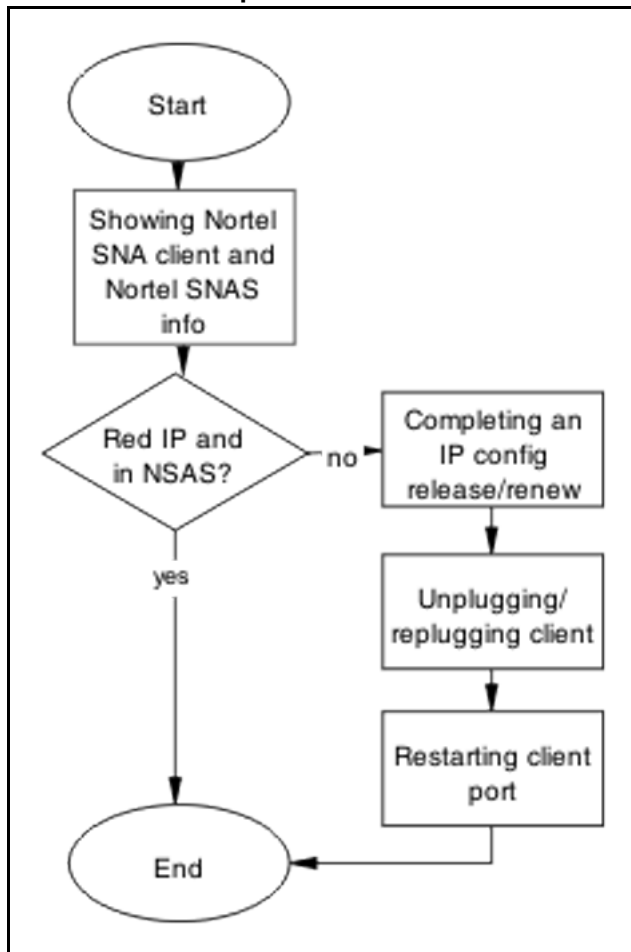 Start
Showing Nortel
SNA client and
Nortel SNAS
info
Red IP and
in NSAS?
no
Completing an
IP config
release/renew
yes
Unplugging/
replugging client
Restarting client
port
End